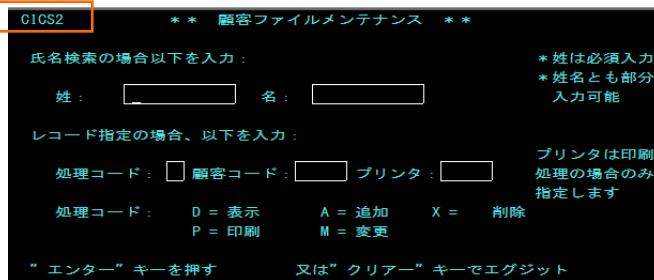 CICS2 ** 顧客ファイルメンテナンス **
氏名検索の場合以下を入力: *姓は必須入力
*姓名とも部分
姓: _ 名: 入力可能
レコード指定の場合、以下を入力:
プリンタは印刷
処理コード: 顧客コード: プリンタ: 処理の場合のみ
指定します
処理コード: D = 表示 A = 追加 X = 削除
P = 印刷 M = 変更
”エンター”キーを押す 又は”クリアー”キーでエグジット